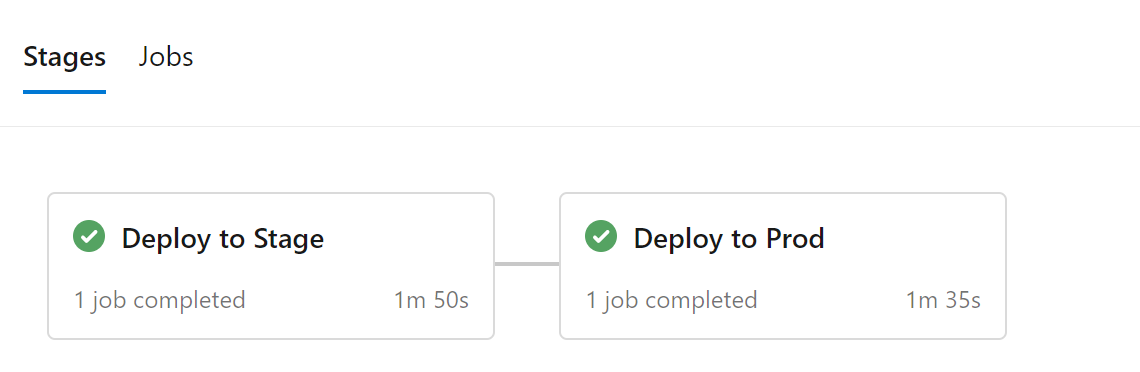 Stages Jobs
Deploy to Stage
1 job completed 1m 50s
Deploy to Prod
1 job completed 1m 35s